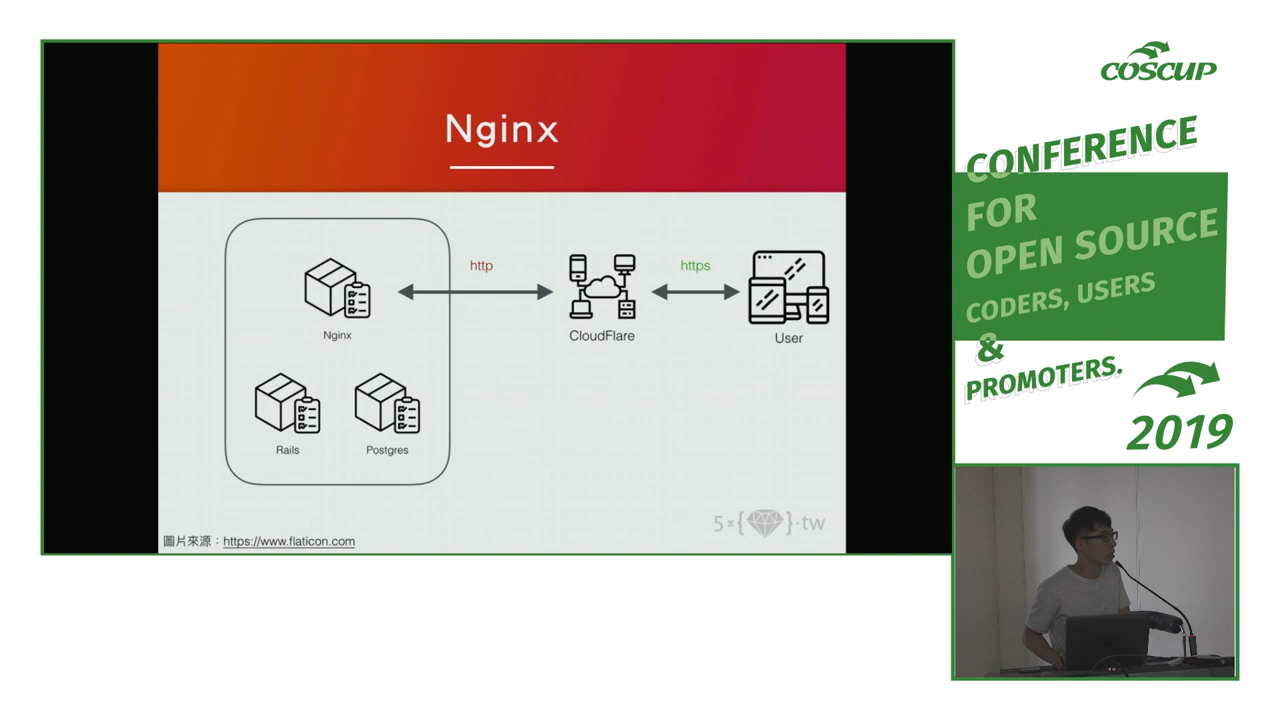 Nginx
http
https
Nginx
CloudFlare
User
Rails
Postgres
5×{ }·tw
圖片來源：https://www.flaticon.com
COSCUP
CONFERENCE
FOR
OPEN SOURCE
CODERS, USERS
&
PROMOTERS.
2019